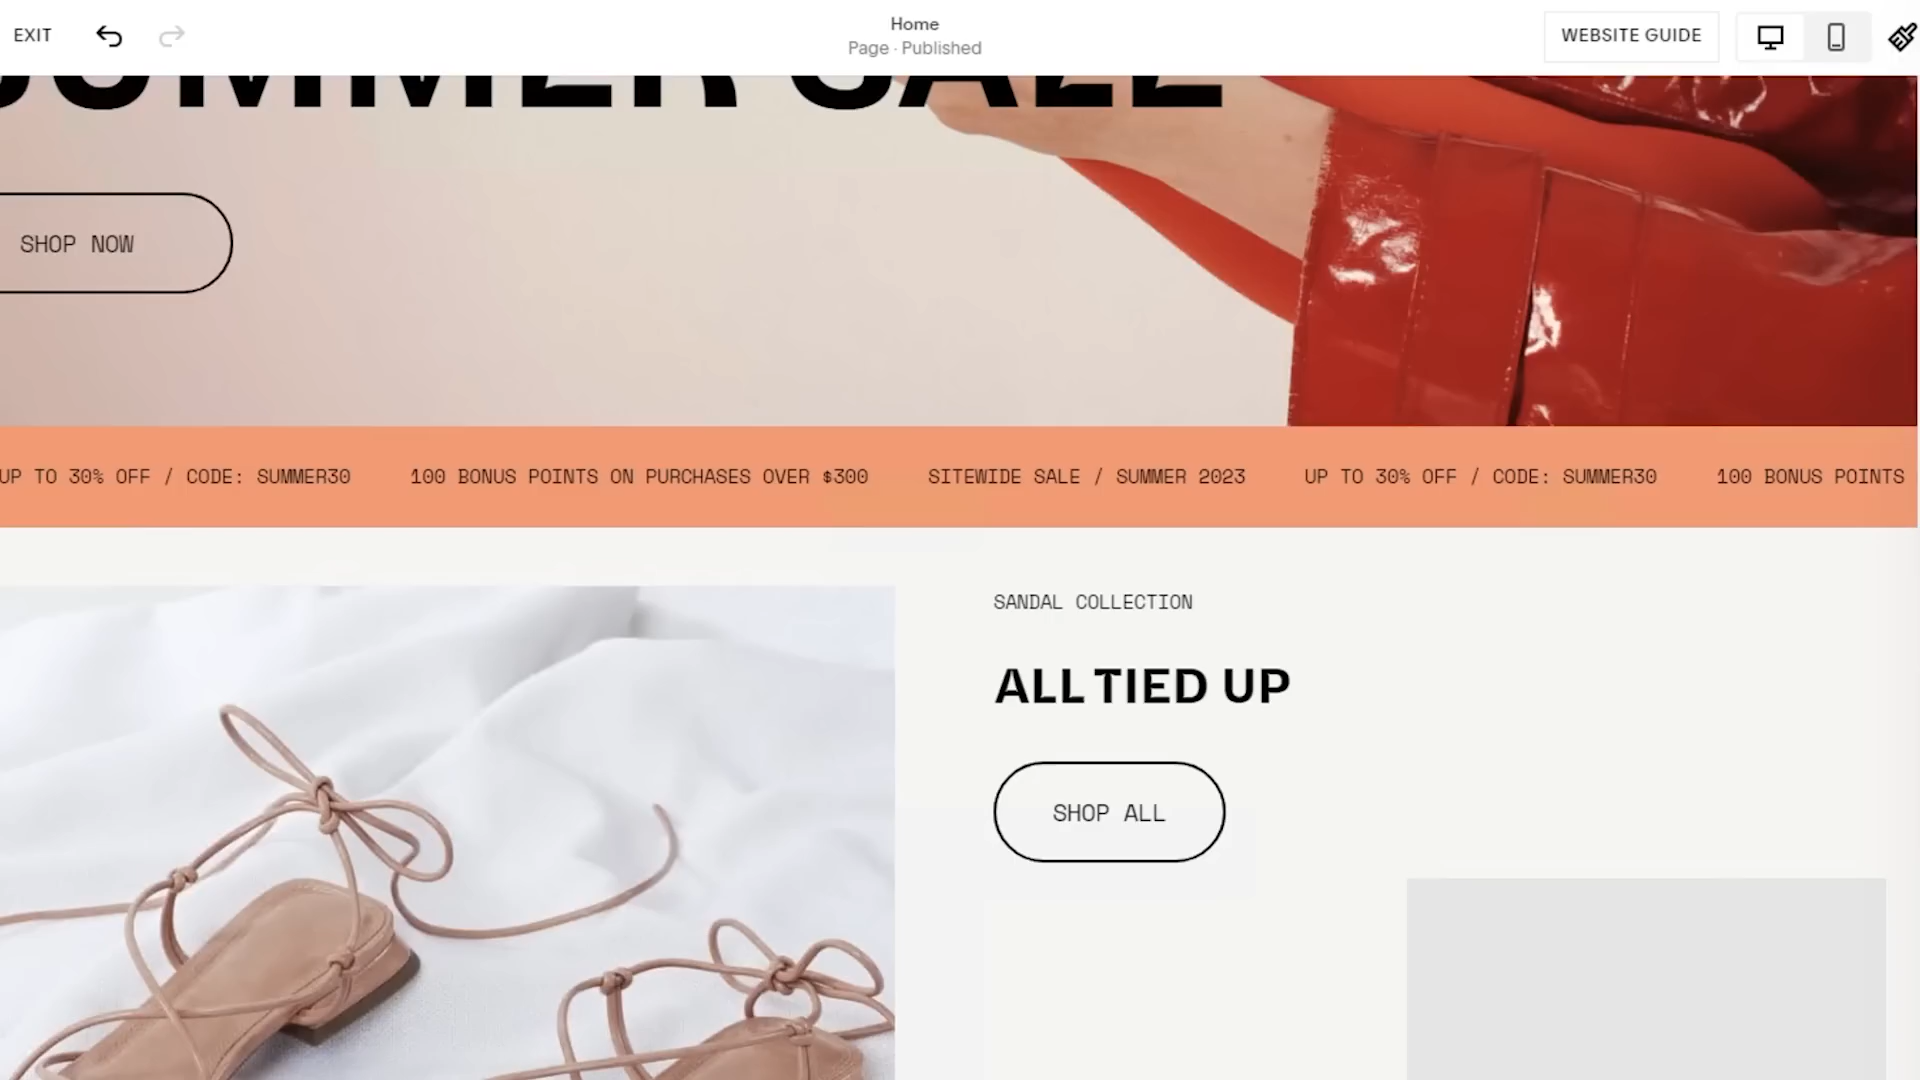 EXIT
Home
Page · Published
WEBSITE GUIDE
SUMMER SALE
SHOP NOW
UP TO 30% OFF / CODE: SUMMER30 100 BONUS POINTS ON PURCHASES OVER $300 SITEWIDE SALE / SUMMER 2023 UP TO 30% OFF / CODE: SUMMER30 100 BONUS POINTS
SANDAL COLLECTION
ALL TIED UP
SHOP ALL